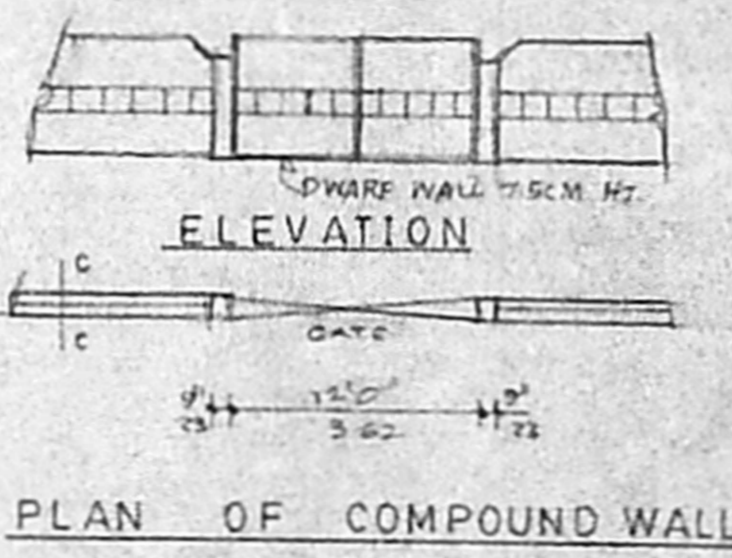 DWARF WALL 7.5CM HT.
ELEVATION
C
C
GATE
9" 12'0" 9"
23 3.62 23
PLAN OF COMPOUND WALL